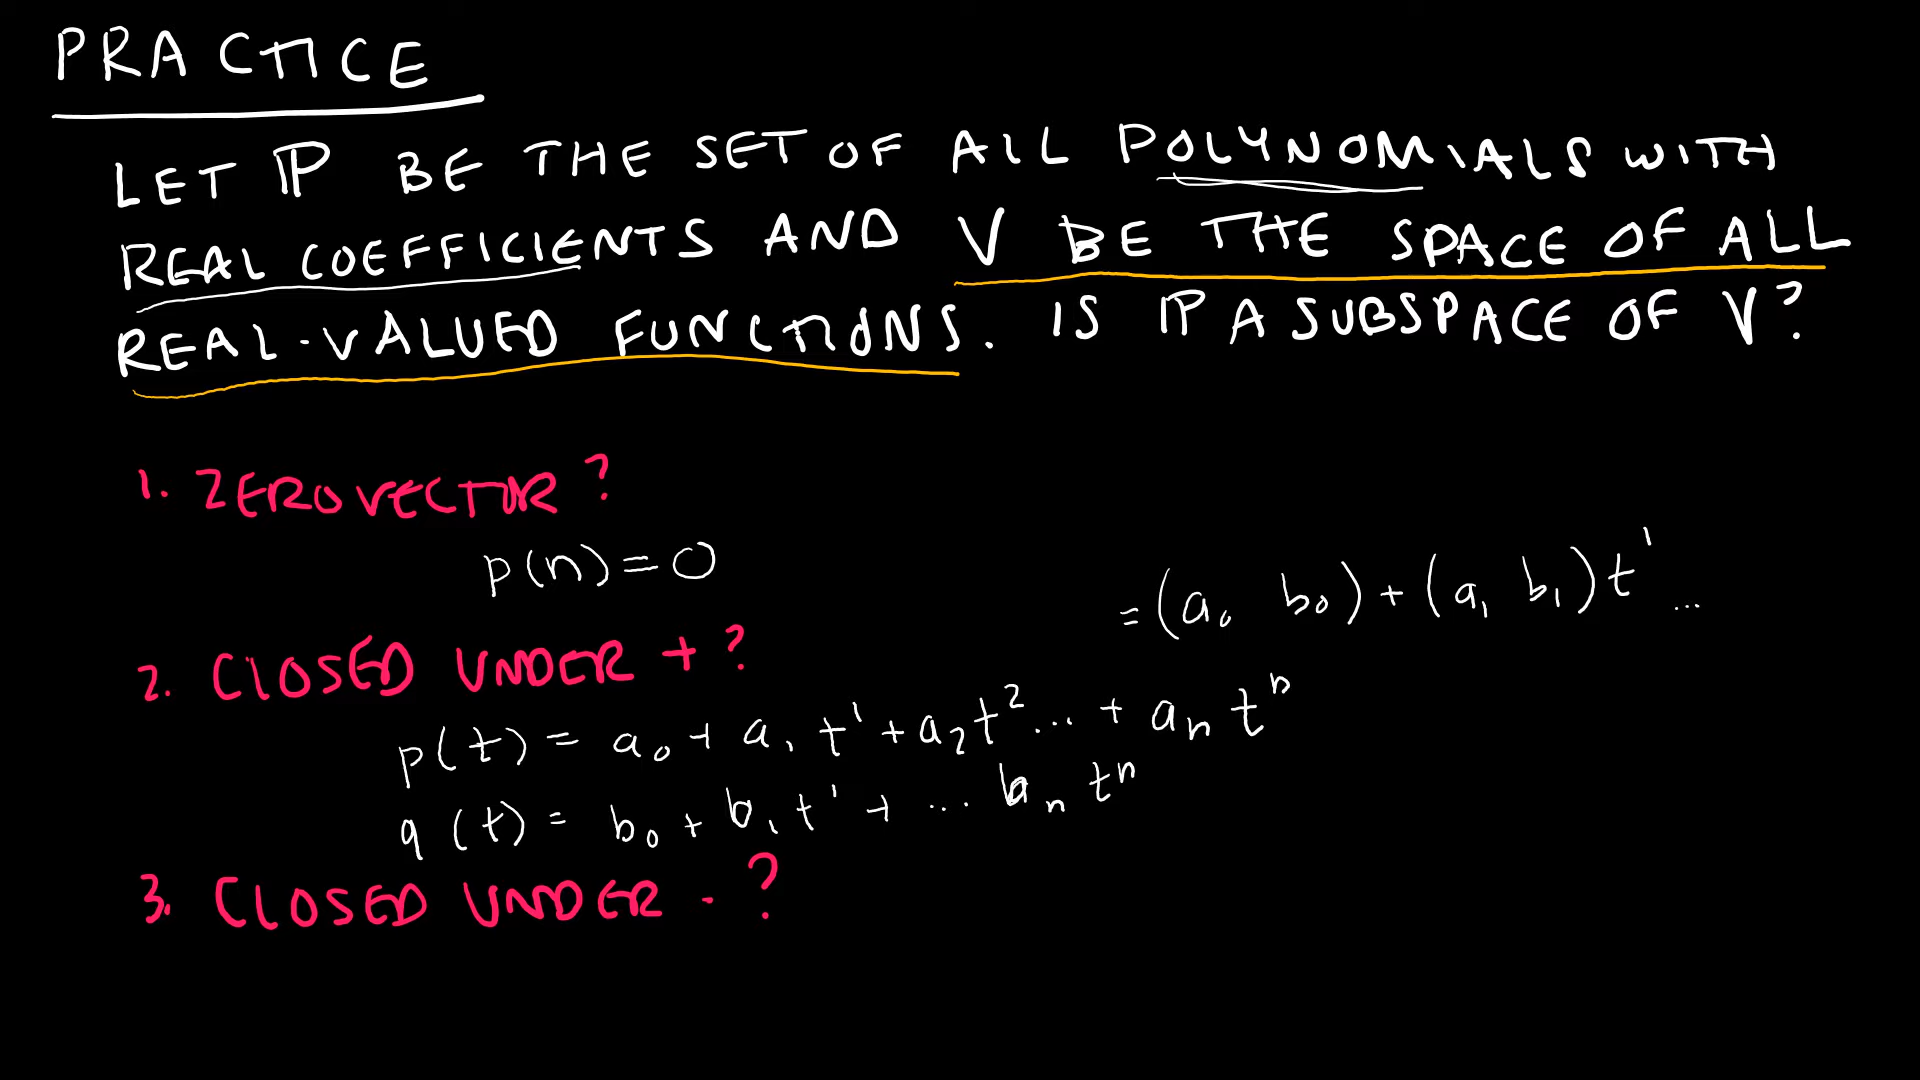 PRACTICE
LET ℙ BE THE SET OF ALL POLYNOMIALS WITH
REAL COEFFICIENTS AND V BE THE SPACE OF ALL
REAL-VALUED FUNCTIONS. IS ℙ A SUBSPACE OF V?
1. ZERO VECTOR?
p(n)=0
= (a₀ b₀) + (a₁ b₁)t¹ ...
2. CLOSED UNDER + ?
p(t) = a₀ + a₁t¹ + a₂t² ... + aₙtⁿ
q(t) = b₀ + b₁t¹ + ... bₙtⁿ
3. CLOSED UNDER · ?